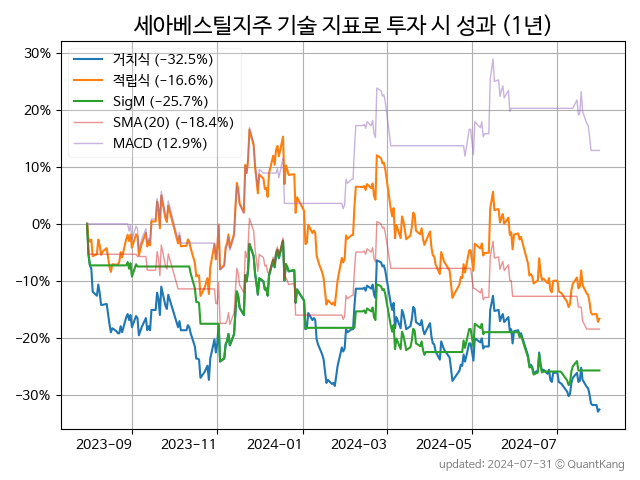 세아베스틸지주 기술 지표로 투자 시 성과 (1년)
거치식 (−32.5%)
적립식 (−16.6%)
SigM (−25.7%)
SMA(20) (−18.4%)
MACD (12.9%)
30%
20%
10%
0%
−10%
−20%
−30%
2023-09
2023-11
2024-01
2024-03
2024-05
2024-07
updated: 2024-07-31 © QuantKang